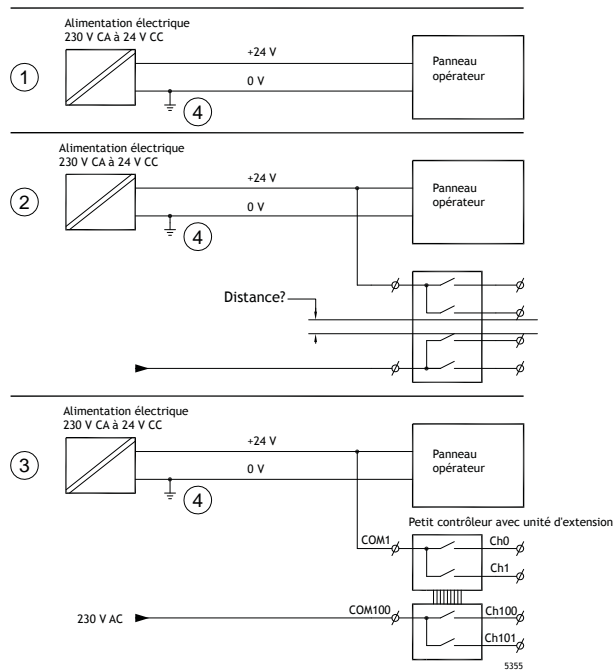 Alimentation électrique
230 V CA à 24 V CC
+24 V
Panneau
opérateur
1
0 V
4
Alimentation électrique
230 V CA à 24 V CC
+24 V
Panneau
opérateur
2
0 V
4
Distance?
Alimentation électrique
230 V CA à 24 V CC
+24 V
Panneau
opérateur
3
0 V
4
Petit contrôleur avec unité d'extension
COM1
Ch0
Ch1
230 V AC
COM100
Ch100
Ch101
5355